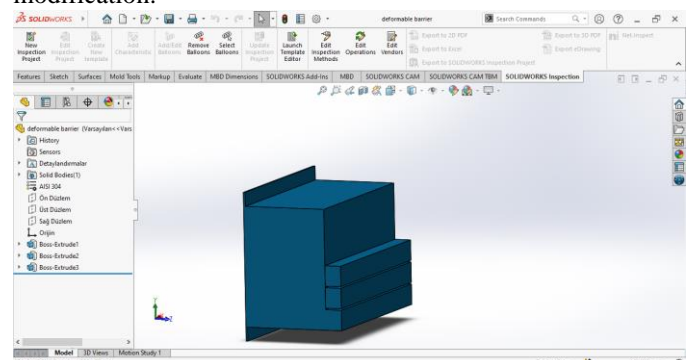 modification.
SOLIDWORKS
deformable barrier
Search Commands
New Inspection Project
Edit Inspection Project
Create New template
Add Characteristic
Add/Edit Balloons
Remove Balloons
Select Balloons
Update Inspection Project
Launch Template Editor
Edit Inspection Methods
Edit Operations
Edit Vendors
Export to 2D PDF
Export to Excel
Export to SOLIDWORKS Inspection Project
Export to 3D PDF
Export eDrawing
Net-Inspect
Features Sketch Surfaces Mold Tools Markup Evaluate MBD Dimensions SOLIDWORKS Add-Ins MBD SOLIDWORKS CAM SOLIDWORKS CAM TBM SOLIDWORKS Inspection
deformable barrier (Varsayılan<<Vars
History
Sensors
Detaylandırmalar
Solid Bodies(1)
AISI 304
Ön Düzlem
Üst Düzlem
Sağ Düzlem
Orijin
Boss-Extrude1
Boss-Extrude2
Boss-Extrude3
Model 3D Views Motion Study 1